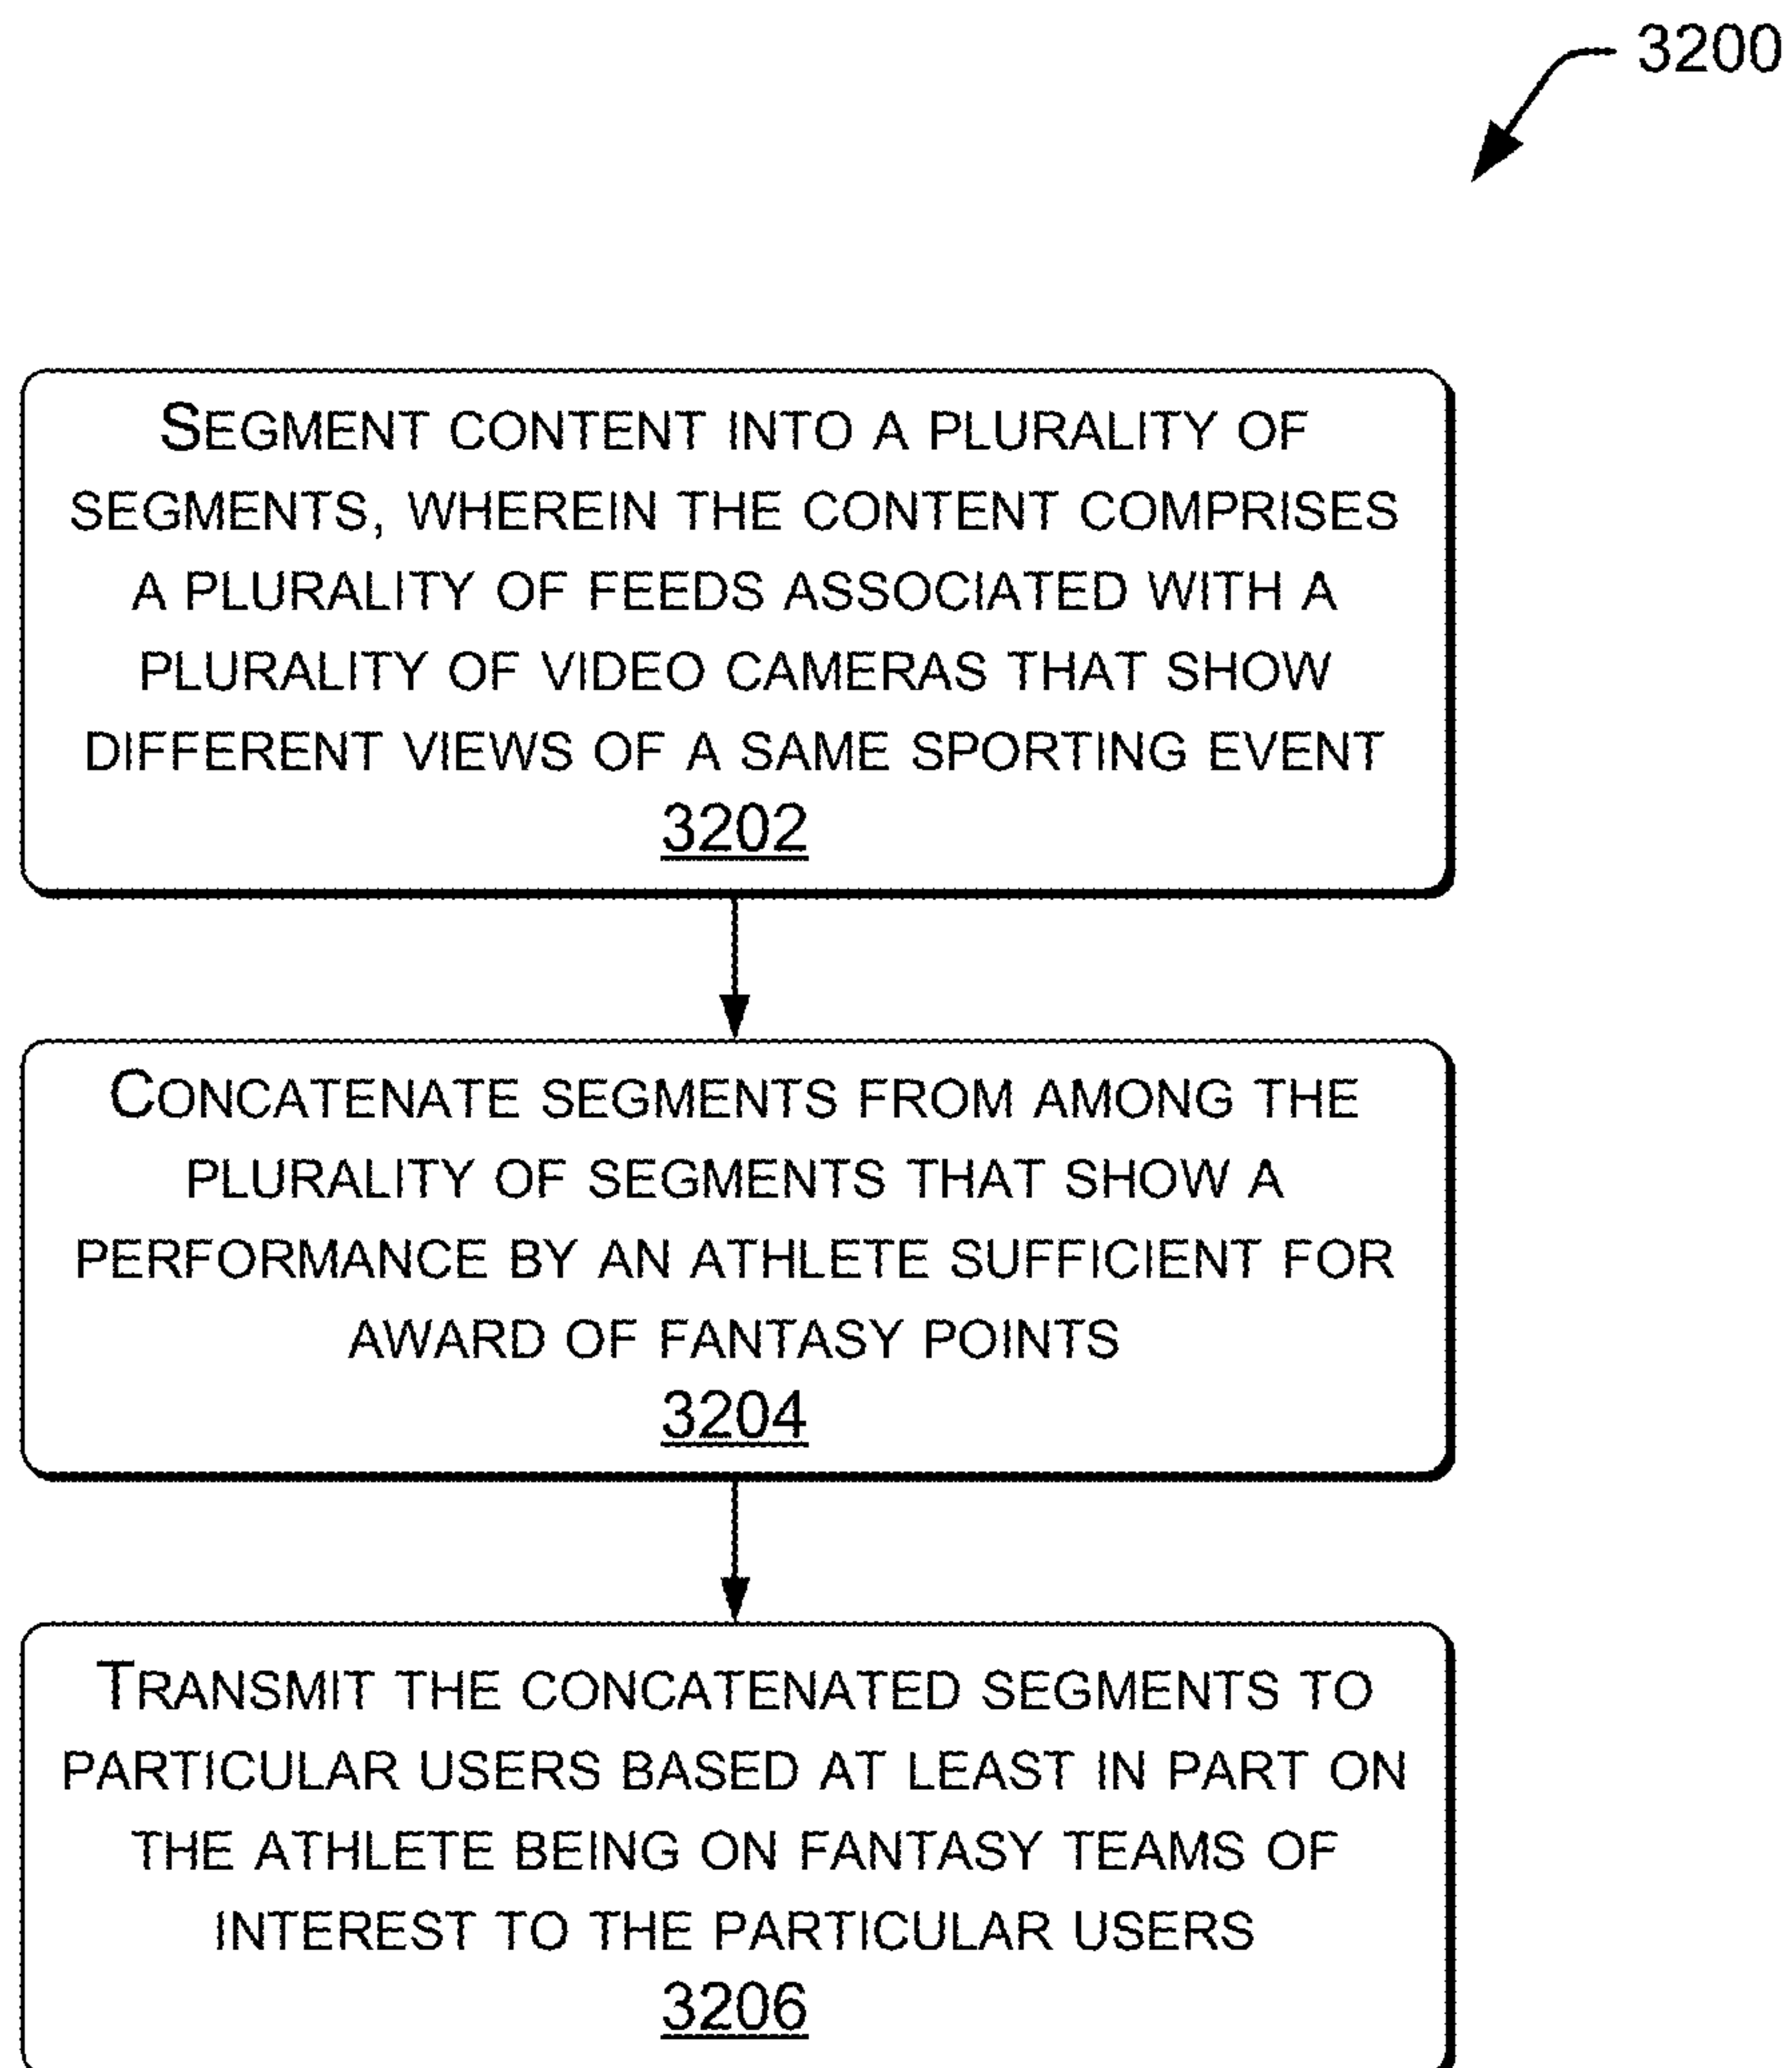 3200
SEGMENT CONTENT INTO A PLURALITY OF
SEGMENTS, WHEREIN THE CONTENT COMPRISES
A PLURALITY OF FEEDS ASSOCIATED WITH A
PLURALITY OF VIDEO CAMERAS THAT SHOW
DIFFERENT VIEWS OF A SAME SPORTING EVENT
3202
CONCATENATE SEGMENTS FROM AMONG THE
PLURALITY OF SEGMENTS THAT SHOW A
PERFORMANCE BY AN ATHLETE SUFFICIENT FOR
AWARD OF FANTASY POINTS
3204
TRANSMIT THE CONCATENATED SEGMENTS TO
PARTICULAR USERS BASED AT LEAST IN PART ON
THE ATHLETE BEING ON FANTASY TEAMS OF
INTEREST TO THE PARTICULAR USERS
3206